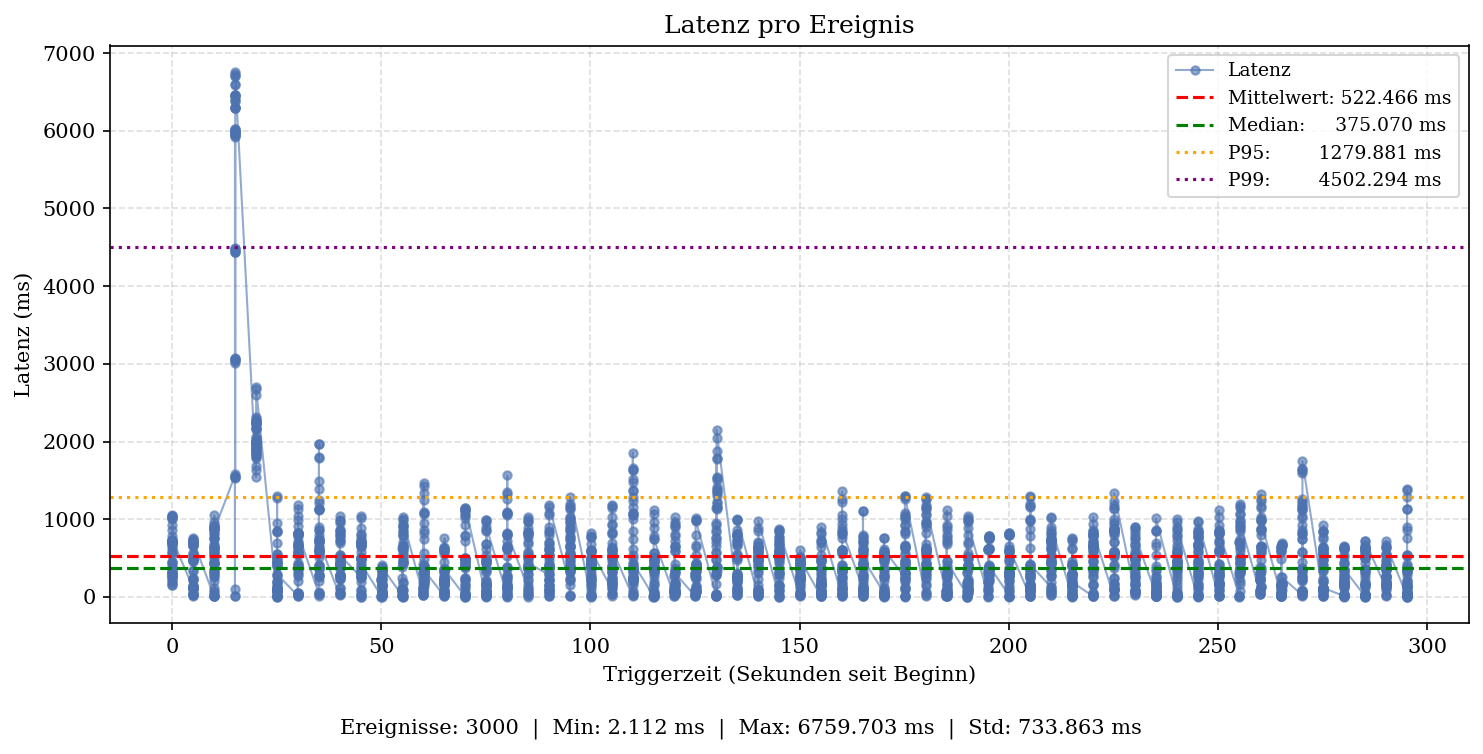 Latenz pro Ereignis
7000
6000
5000
4000
3000
2000
1000
0
Latenz (ms)
Latenz
Mittelwert: 522.466 ms
Median: 375.070 ms
P95: 1279.881 ms
P99: 4502.294 ms
0 50 100 150 200 250 300
Triggerzeit (Sekunden seit Beginn)
Ereignisse: 3000 | Min: 2.112 ms | Max: 6759.703 ms | Std: 733.863 ms